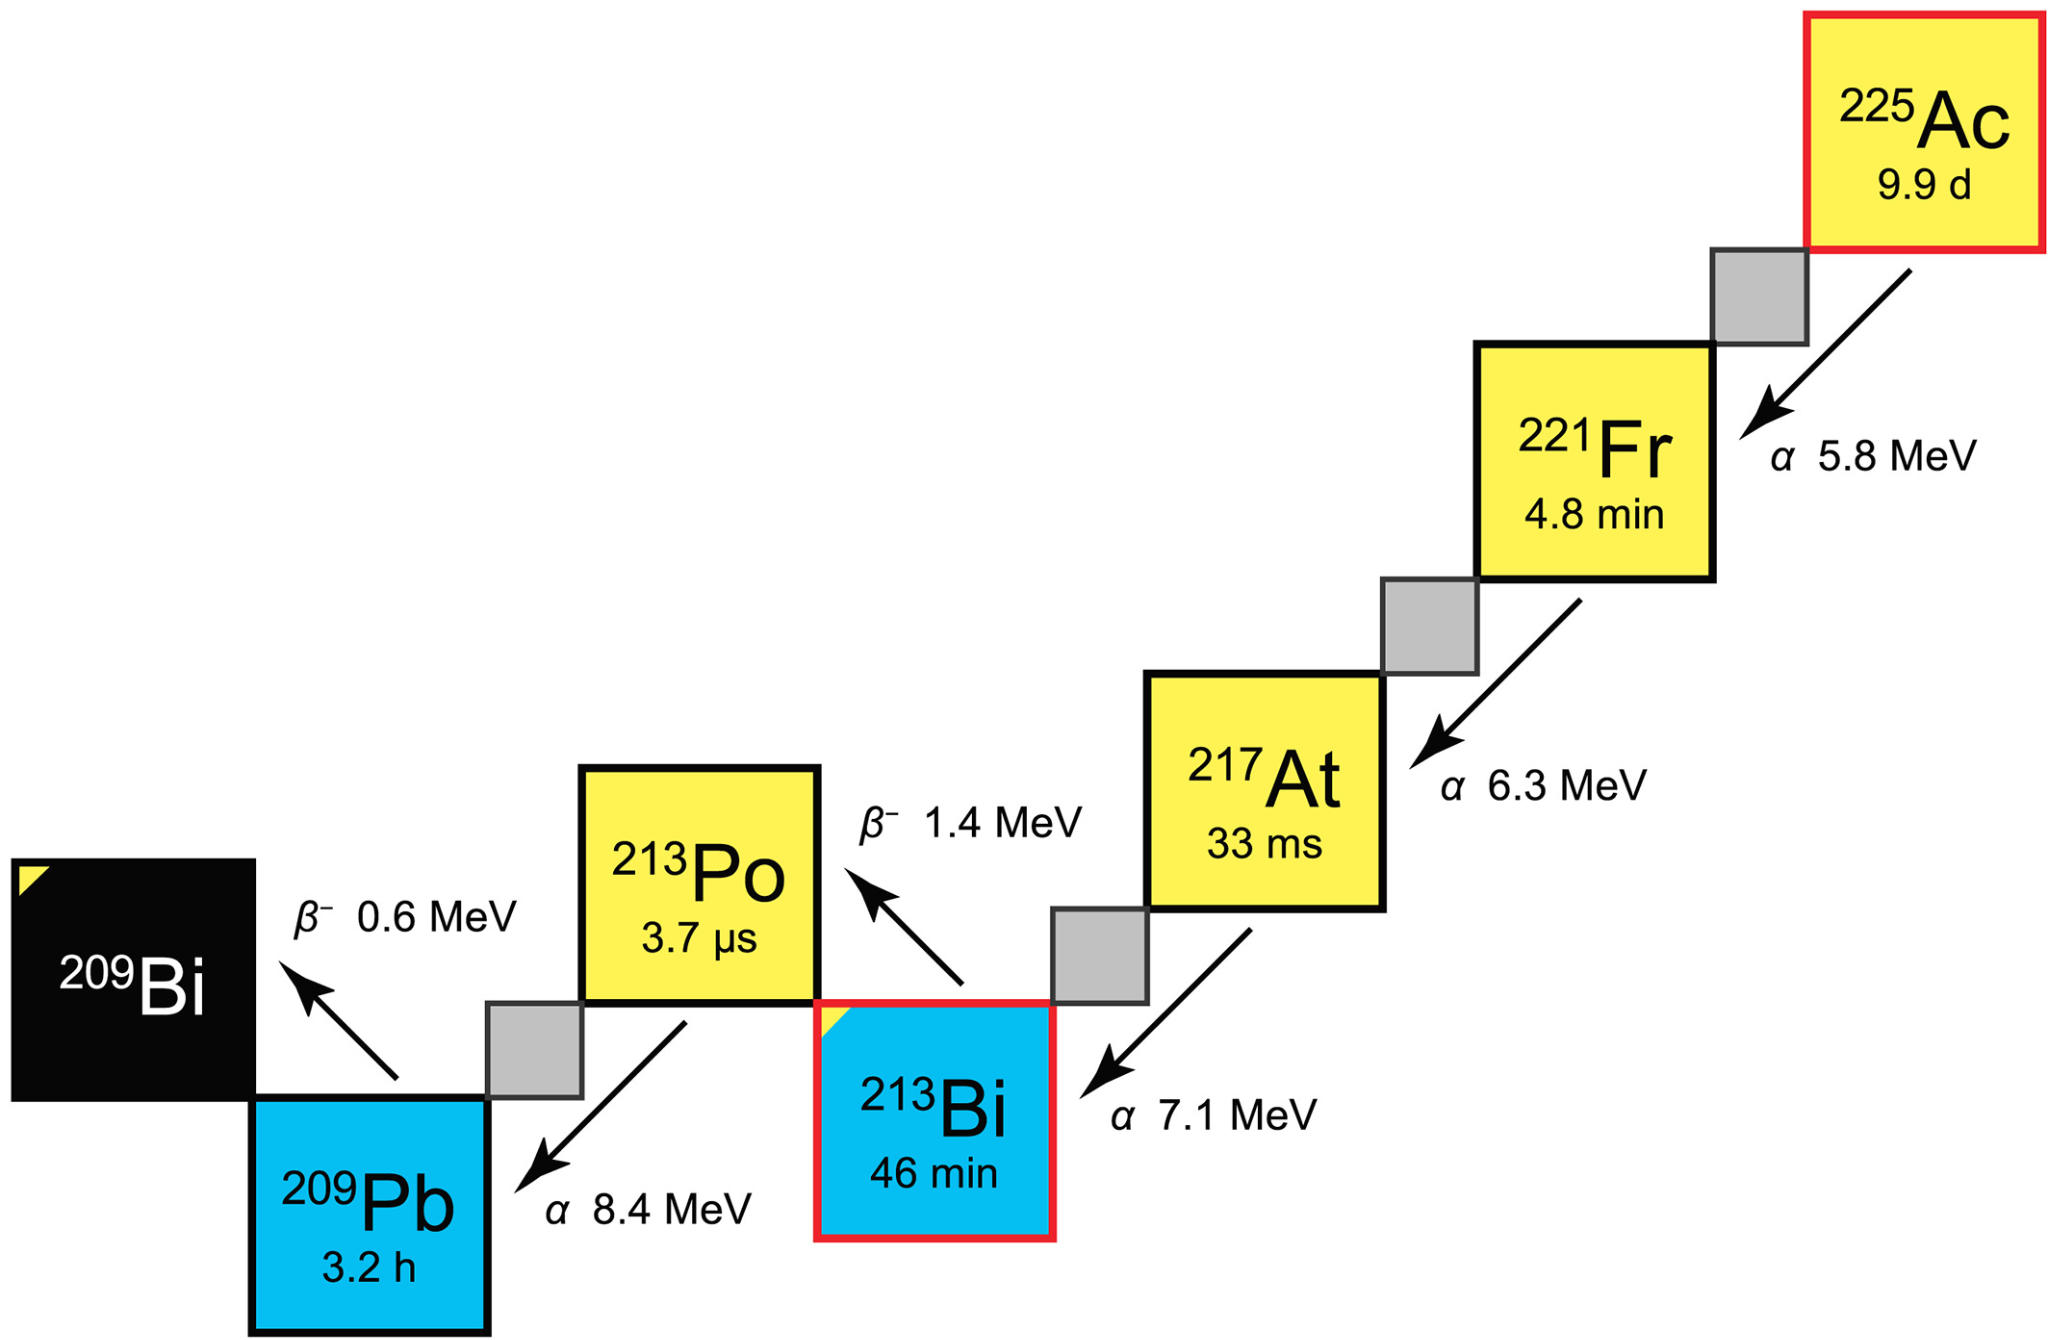 ²²⁵Ac
9.9 d
α 5.8 MeV
²²¹Fr
4.8 min
α 6.3 MeV
²¹⁷At
33 ms
α 7.1 MeV
²¹³Bi
46 min
β⁻ 1.4 MeV
²¹³Po
3.7 µs
α 8.4 MeV
²⁰⁹Pb
3.2 h
β⁻ 0.6 MeV
²⁰⁹Bi